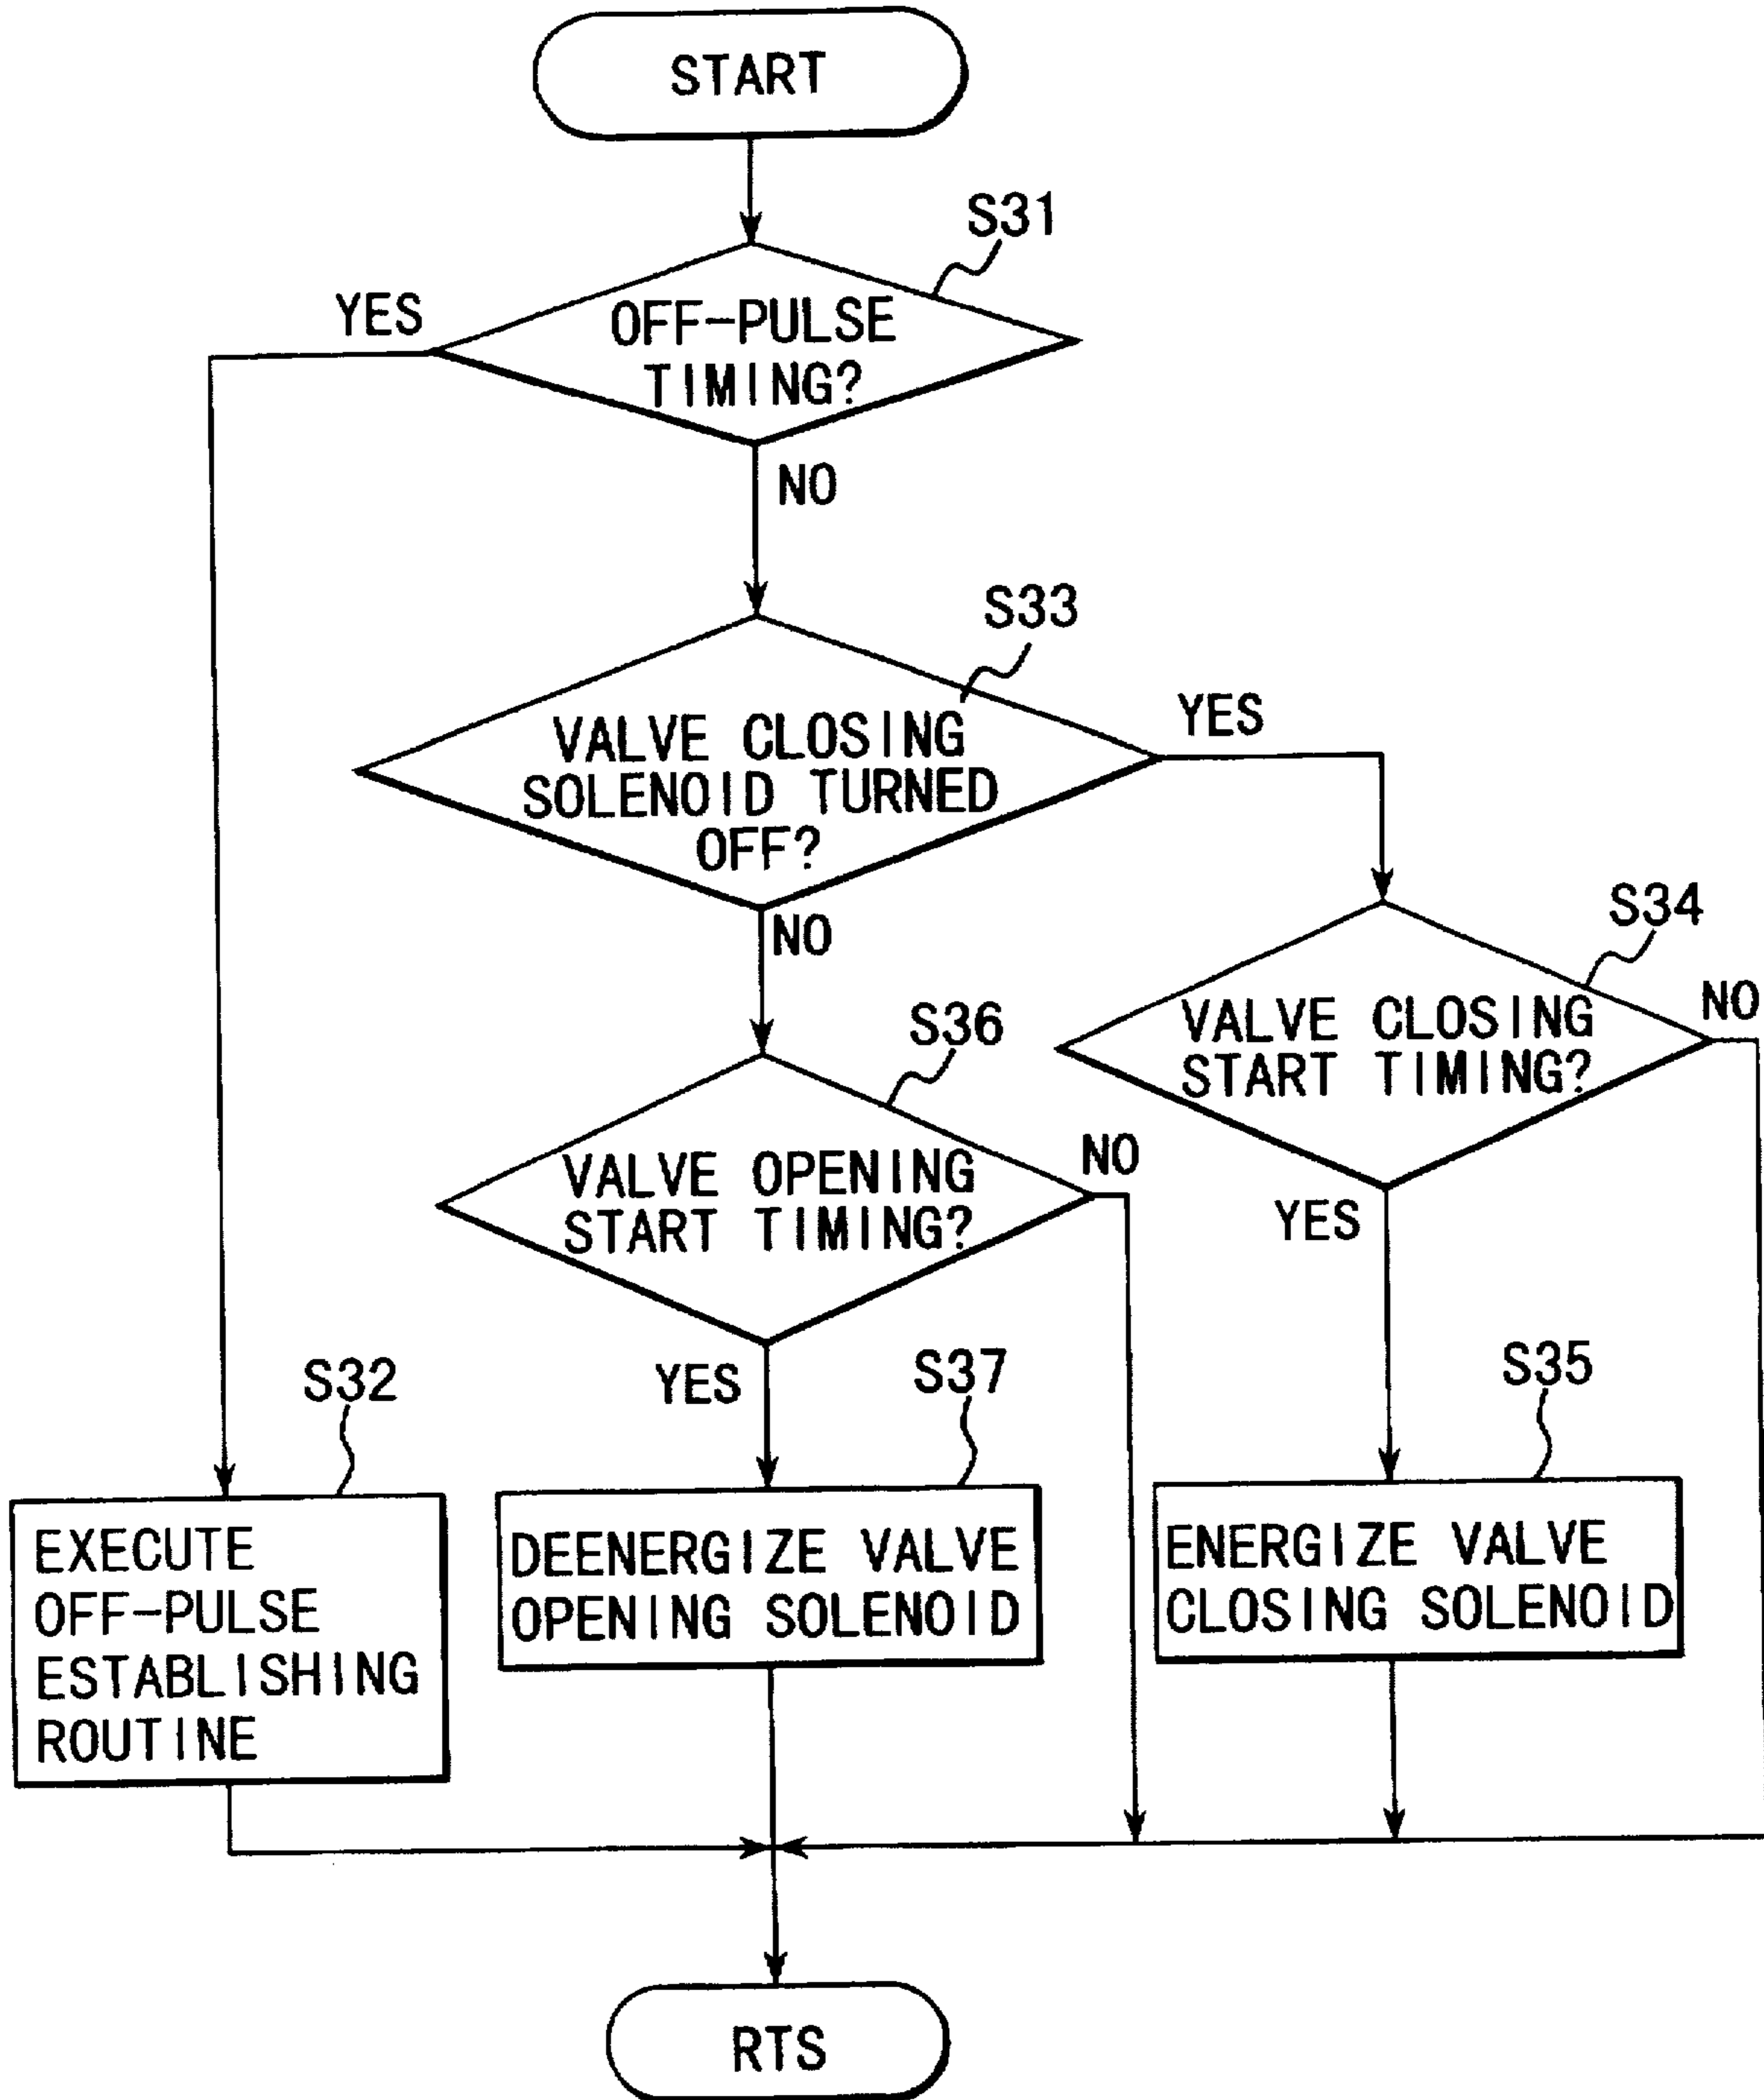 START
S31
YES
OFF-PULSE
TIMING?
NO
S33
VALVE CLOSING
SOLENOID TURNED
OFF?
YES
NO
S34
VALVE CLOSING
START TIMING?
NO
YES
S36
VALVE OPENING
START TIMING?
NO
YES
S32
EXECUTE
OFF-PULSE
ESTABLISHING
ROUTINE
S37
DEENERGIZE VALVE
OPENING SOLENOID
S35
ENERGIZE VALVE
CLOSING SOLENOID
RTS